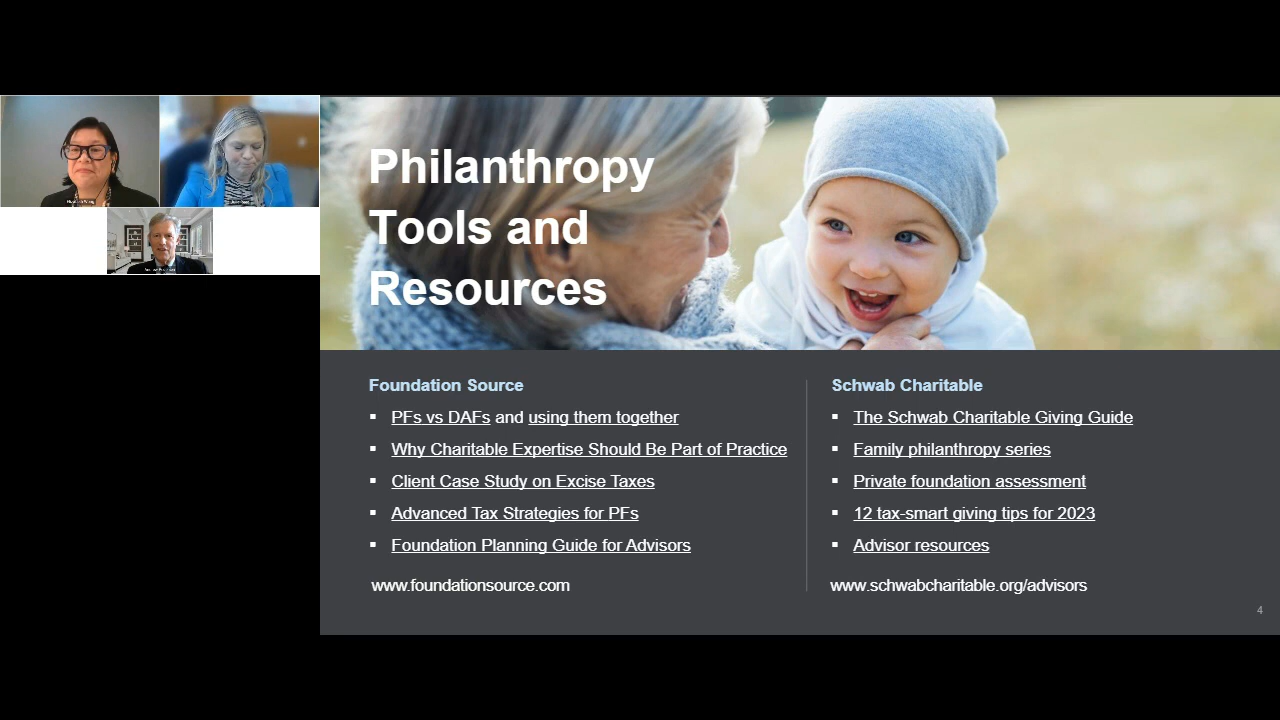 Philanthropy
Tools and
Resources
Foundation Source
▪ PFs vs DAFs and using them together
▪ Why Charitable Expertise Should Be Part of Practice
▪ Client Case Study on Excise Taxes
▪ Advanced Tax Strategies for PFs
▪ Foundation Planning Guide for Advisors
www.foundationsource.com
Schwab Charitable
▪ The Schwab Charitable Giving Guide
▪ Family philanthropy series
▪ Private foundation assessment
▪ 12 tax-smart giving tips for 2023
▪ Advisor resources
www.schwabcharitable.org/advisors
4